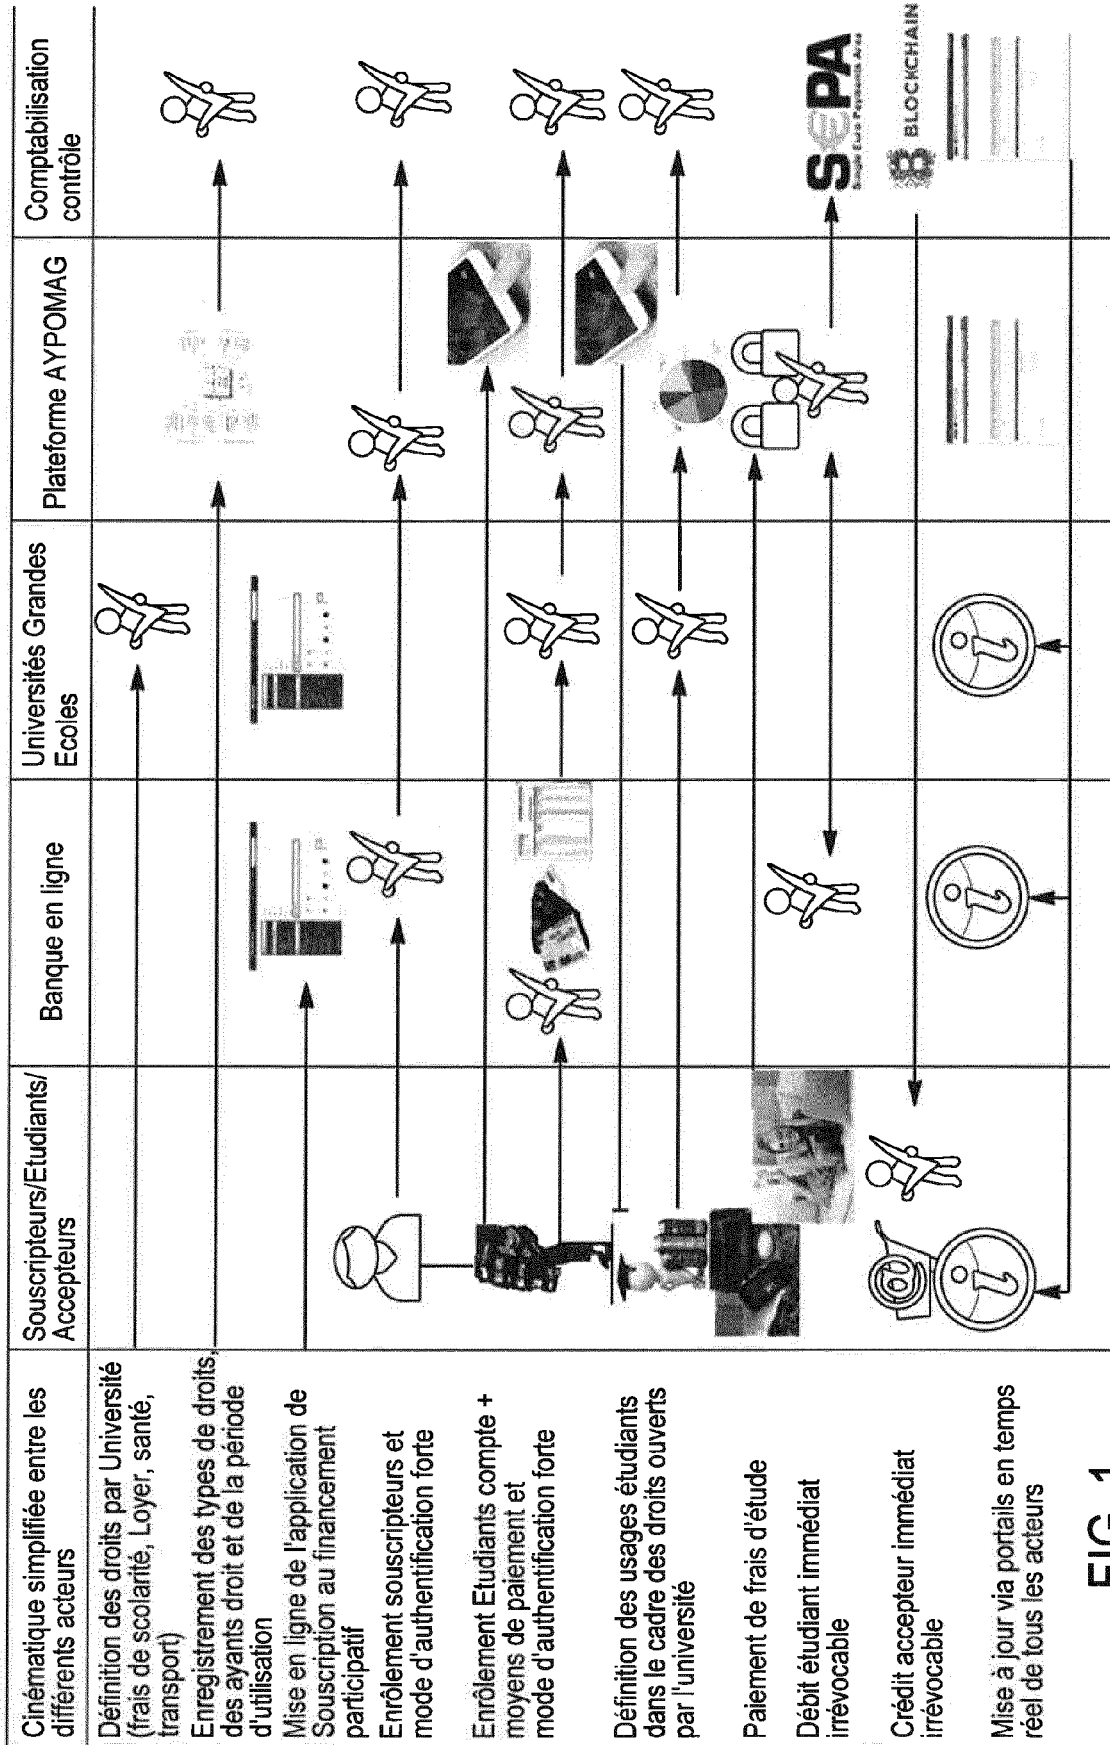 Cinématique simplifiée entre les
différents acteurs
Souscripteurs/Etudiants/
Accepteurs
Banque en ligne
Universités Grandes
Ecoles
Plateforme AYPOMAG
Comptabilisation
contrôle
Définition des droits par Université
(frais de scolarité, Loyer, santé,
transport)
Enregistrement des types de droits,
des ayants droit et de la période
d'utilisation
Mise en ligne de l'application de
Souscription au financement
participatif
Enrôlement souscripteurs et
mode d'authentification forte
Enrôlement Etudiants compte +
moyens de paiement et
mode d'authentification forte
Définition des usages étudiants
dans le cadre des droits ouverts
par l'université
Paiement de frais d'étude
Débit étudiant immédiat
irrévocable
SEPA
Single Euro Payments Area
Crédit accepteur immédiat
irrévocable
BLOCKCHAIN
Mise à jour via portails en temps
réel de tous les acteurs
FIG. 1